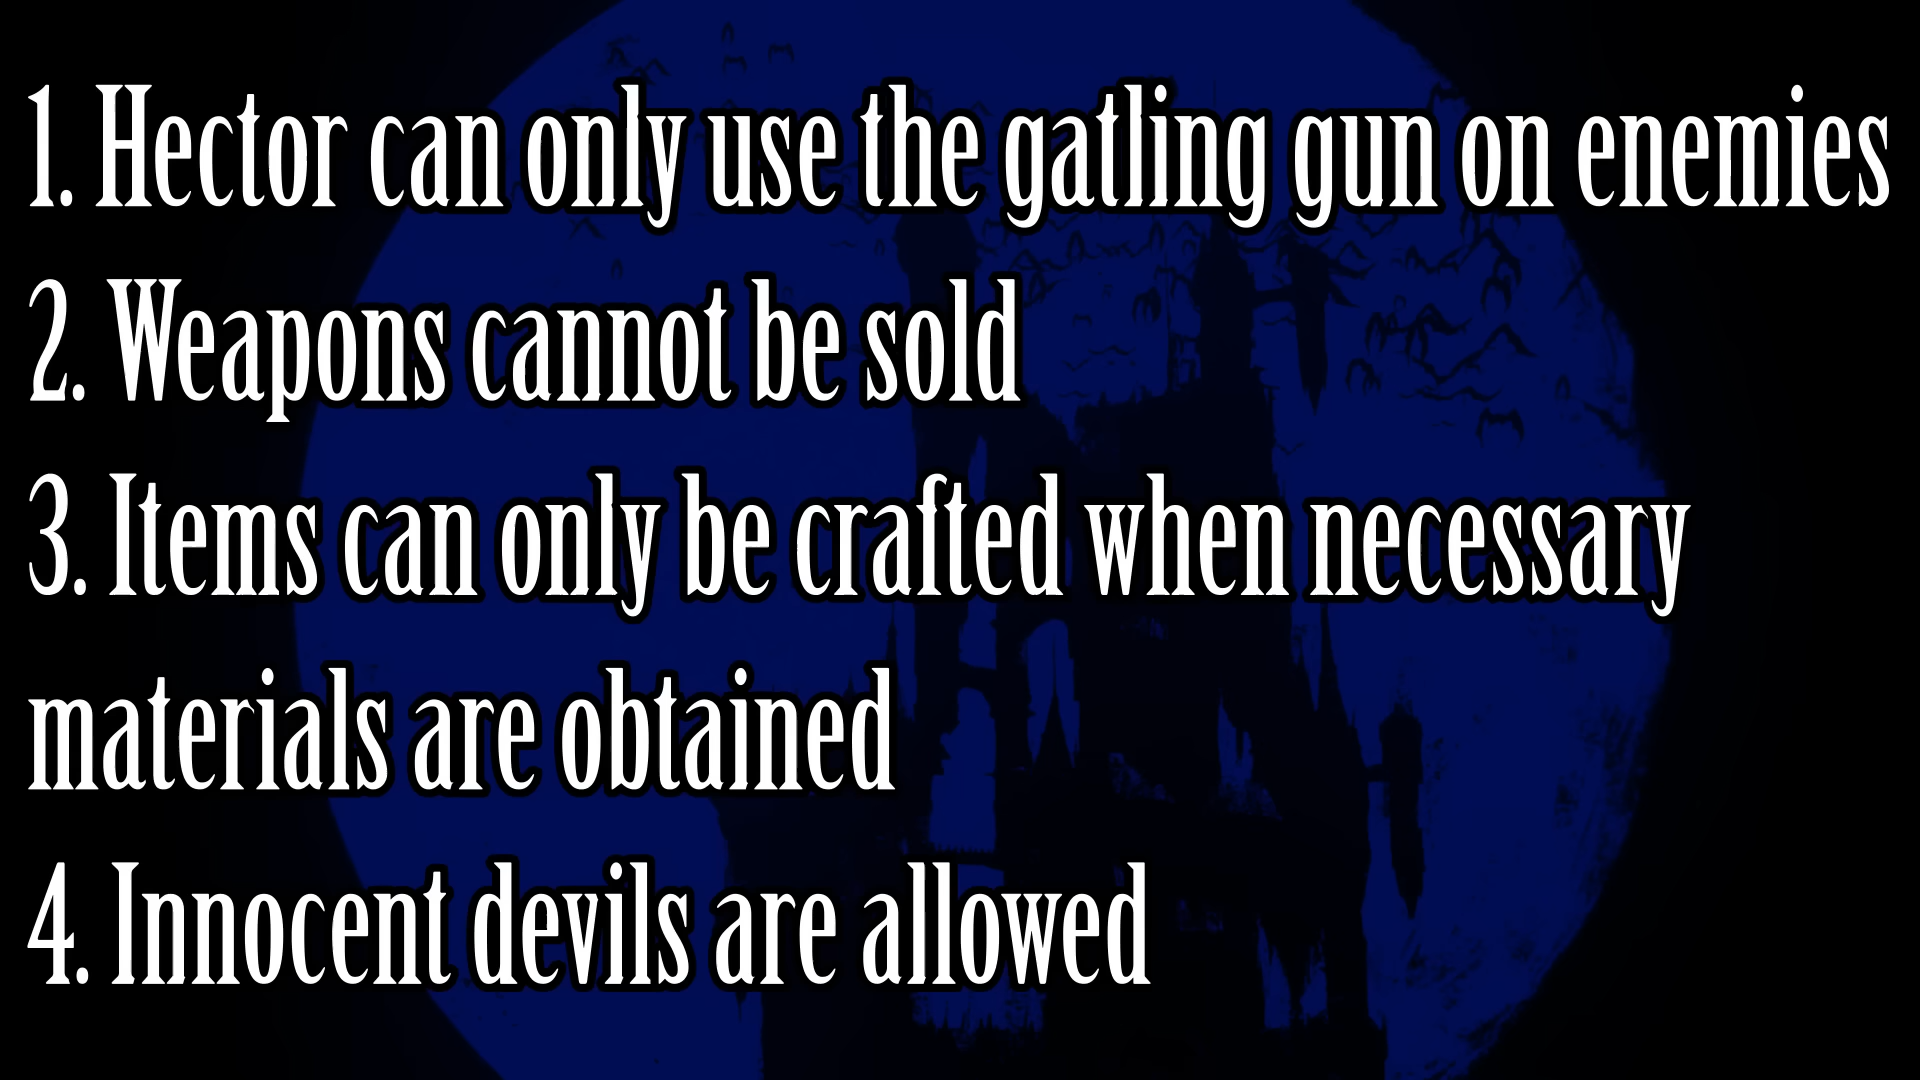 1. Hector can only use the gatling gun on enemies
2. Weapons cannot be sold
3. Items can only be crafted when necessary
materials are obtained
4. Innocent devils are allowed